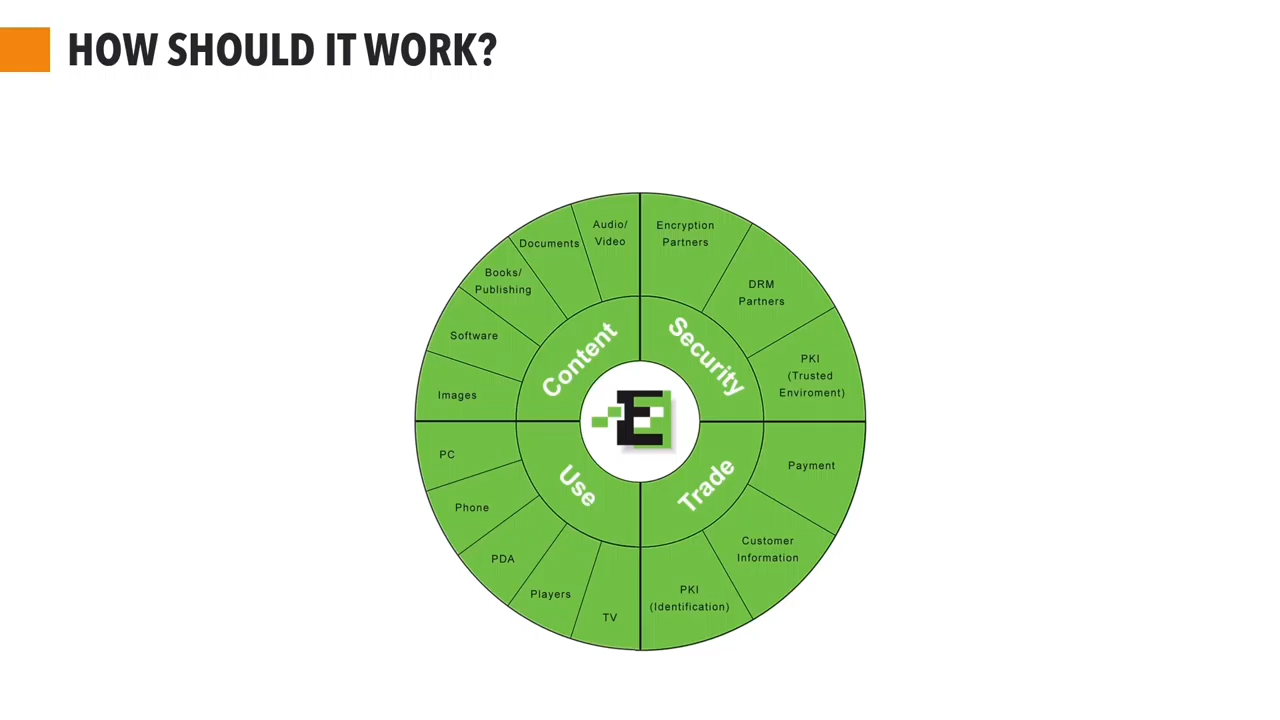 HOW SHOULD IT WORK?
Audio/
Video
Documents
Books/
Publishing
Software
Images
Content
Encryption
Partners
DRM
Partners
PKI
(Trusted
Enviroment)
Security
E
PC
Phone
PDA
Players
TV
Use
Payment
Customer
Information
PKI
(Identification)
Trade